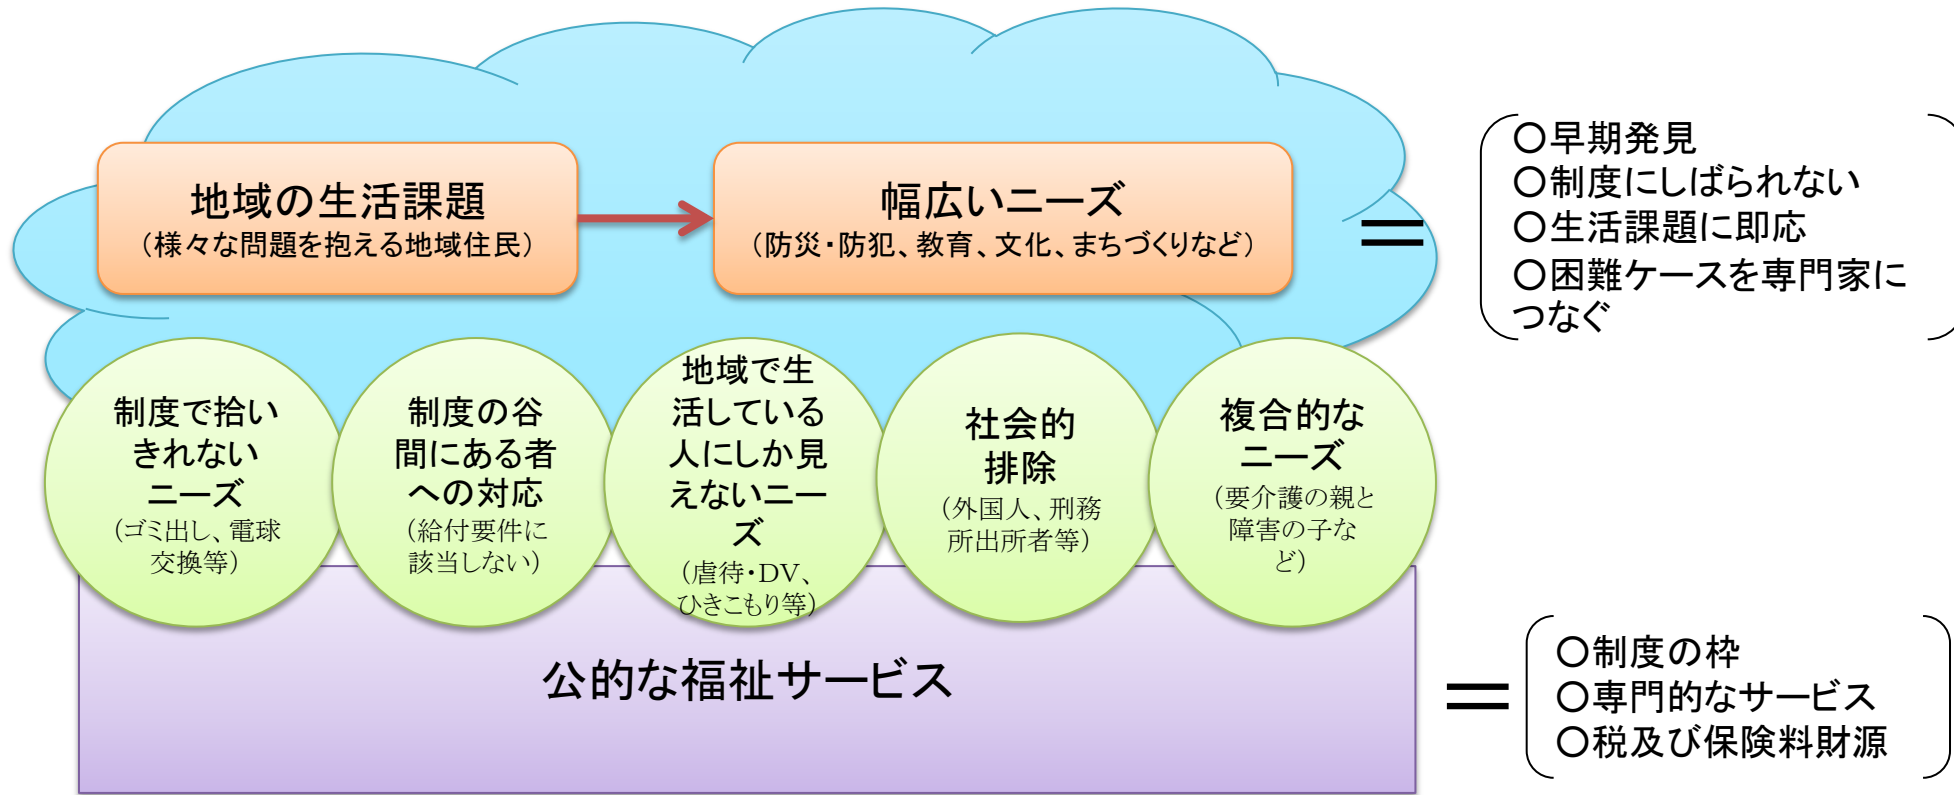 地域の生活課題
（様々な問題を抱える地域住民）
幅広いニーズ
（防災・防犯、教育、文化、まちづくりなど）
＝
○早期発見
○制度にしばられない
○生活課題に即応
○困難ケースを専門家に
つなぐ
制度で拾い
きれない
ニーズ
（ゴミ出し、電球
交換等）
制度の谷
間にある者
への対応
（給付要件に
該当しない）
地域で生
活している
人にしか見
えないニー
ズ
（虐待・DV、
ひきこもり等）
社会的
排除
（外国人、刑務
所出所者等）
複合的な
ニーズ
（要介護の親と
障害の子な
ど）
公的な福祉サービス
＝
○制度の枠
○専門的なサービス
○税及び保険料財源